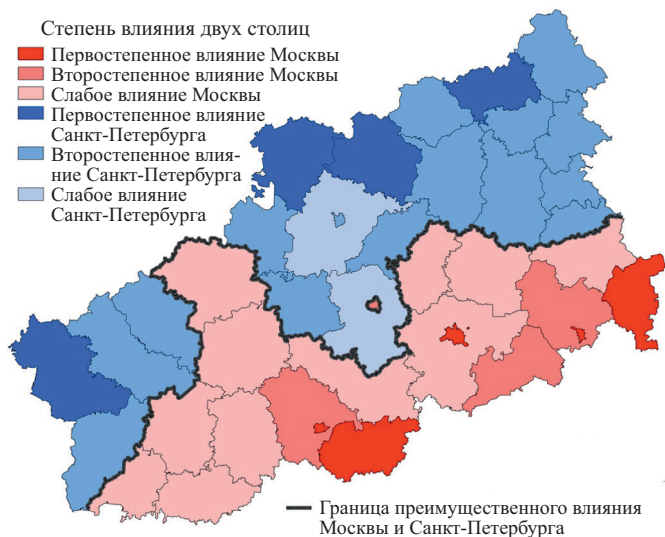 Степень влияния двух столиц
Первостепенное влияние Москвы
Второстепенное влияние Москвы
Слабое влияние Москвы
Первостепенное влияние
Санкт-Петербурга
Второстепенное влия-
ние Санкт-Петербурга
Слабое влияние
Санкт-Петербурга
Граница преимущественного влияния
Москвы и Санкт-Петербурга